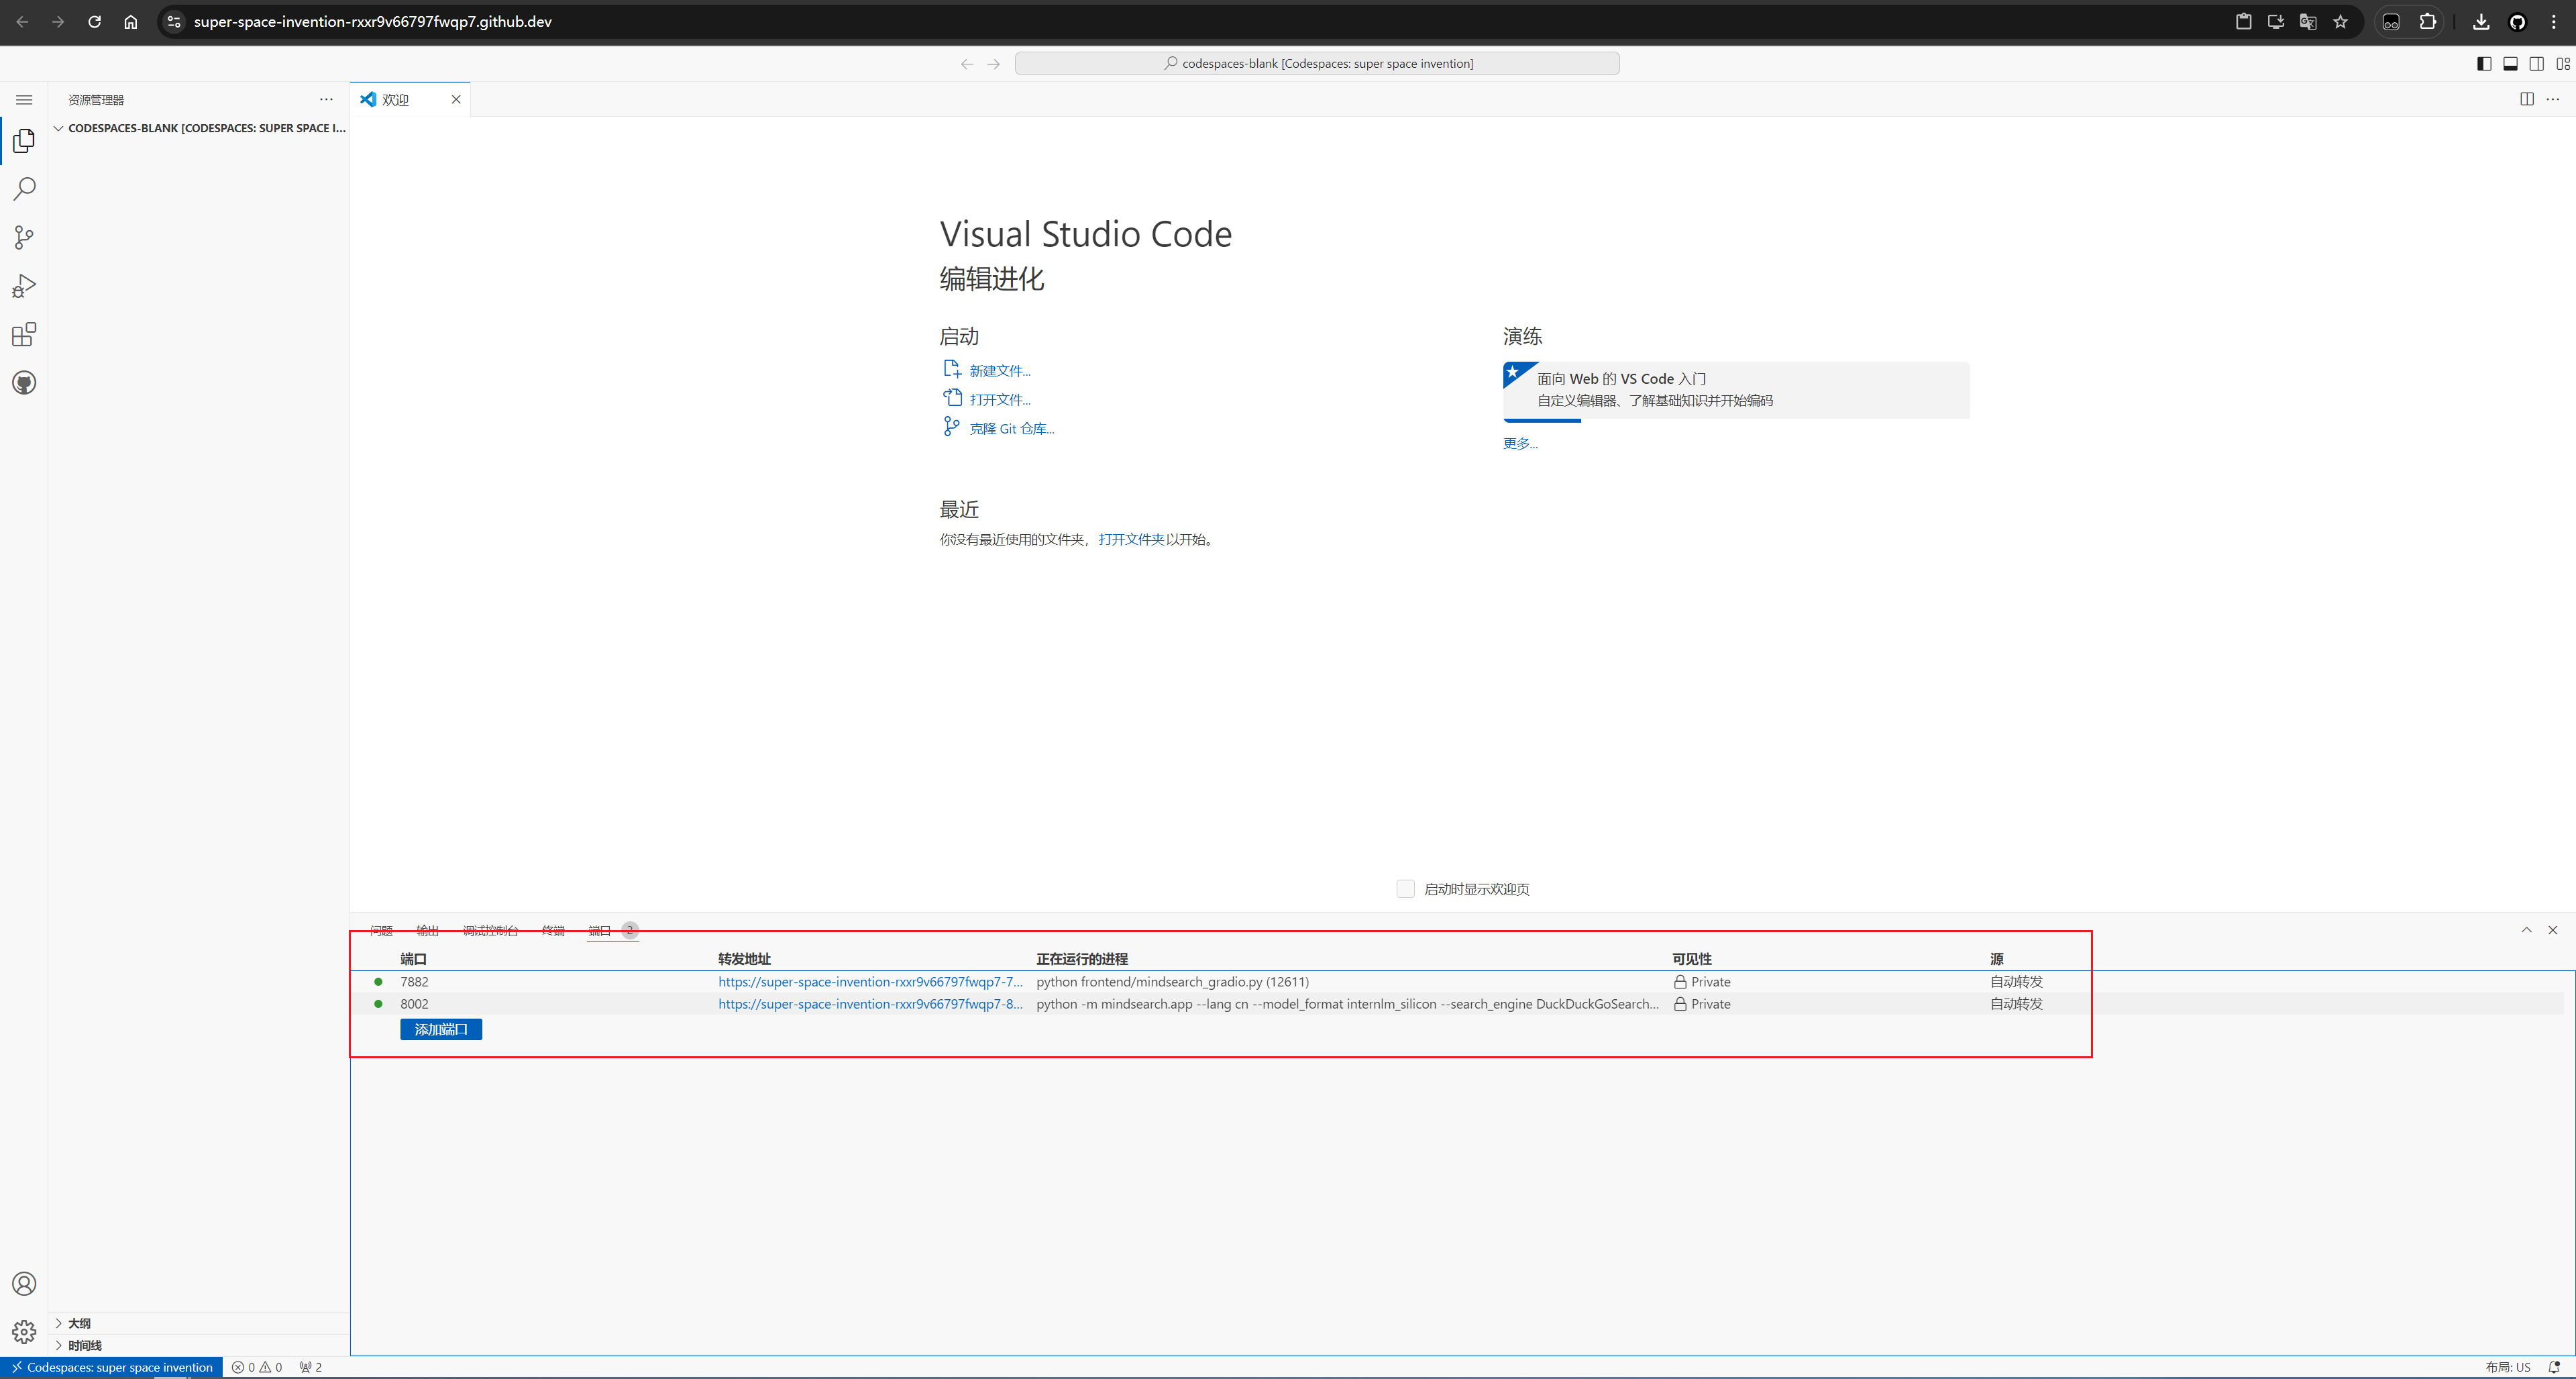 super-space-invention-rxxr9v66797fwqp7.github.dev
codespaces-blank [Codespaces: super space invention]
资源管理器
欢迎
CODESPACES-BLANK [CODESPACES: SUPER SPACE I...
Visual Studio Code
编辑进化
启动
新建文件...
打开文件...
克隆 Git 仓库...
演练
面向 Web 的 VS Code 入门
自定义编辑器、了解基础知识并开始编码
更多...
最近
你没有最近使用的文件夹，打开文件夹以开始。
启动时显示欢迎页
问题 输出 调试控制台 终端 端口 2
端口 转发地址 正在运行的进程 可见性 源
7882 https://super-space-invention-rxxr9v66797fwqp7-7... python frontend/mindsearch_gradio.py (12611) Private 自动转发
8002 https://super-space-invention-rxxr9v66797fwqp7-8... python -m mindsearch.app --lang cn --model_format internlm_silicon --search_engine DuckDuckGoSearch... Private 自动转发
添加端口
大纲
时间线
Codespaces: super space invention 0 0 2 布局: US